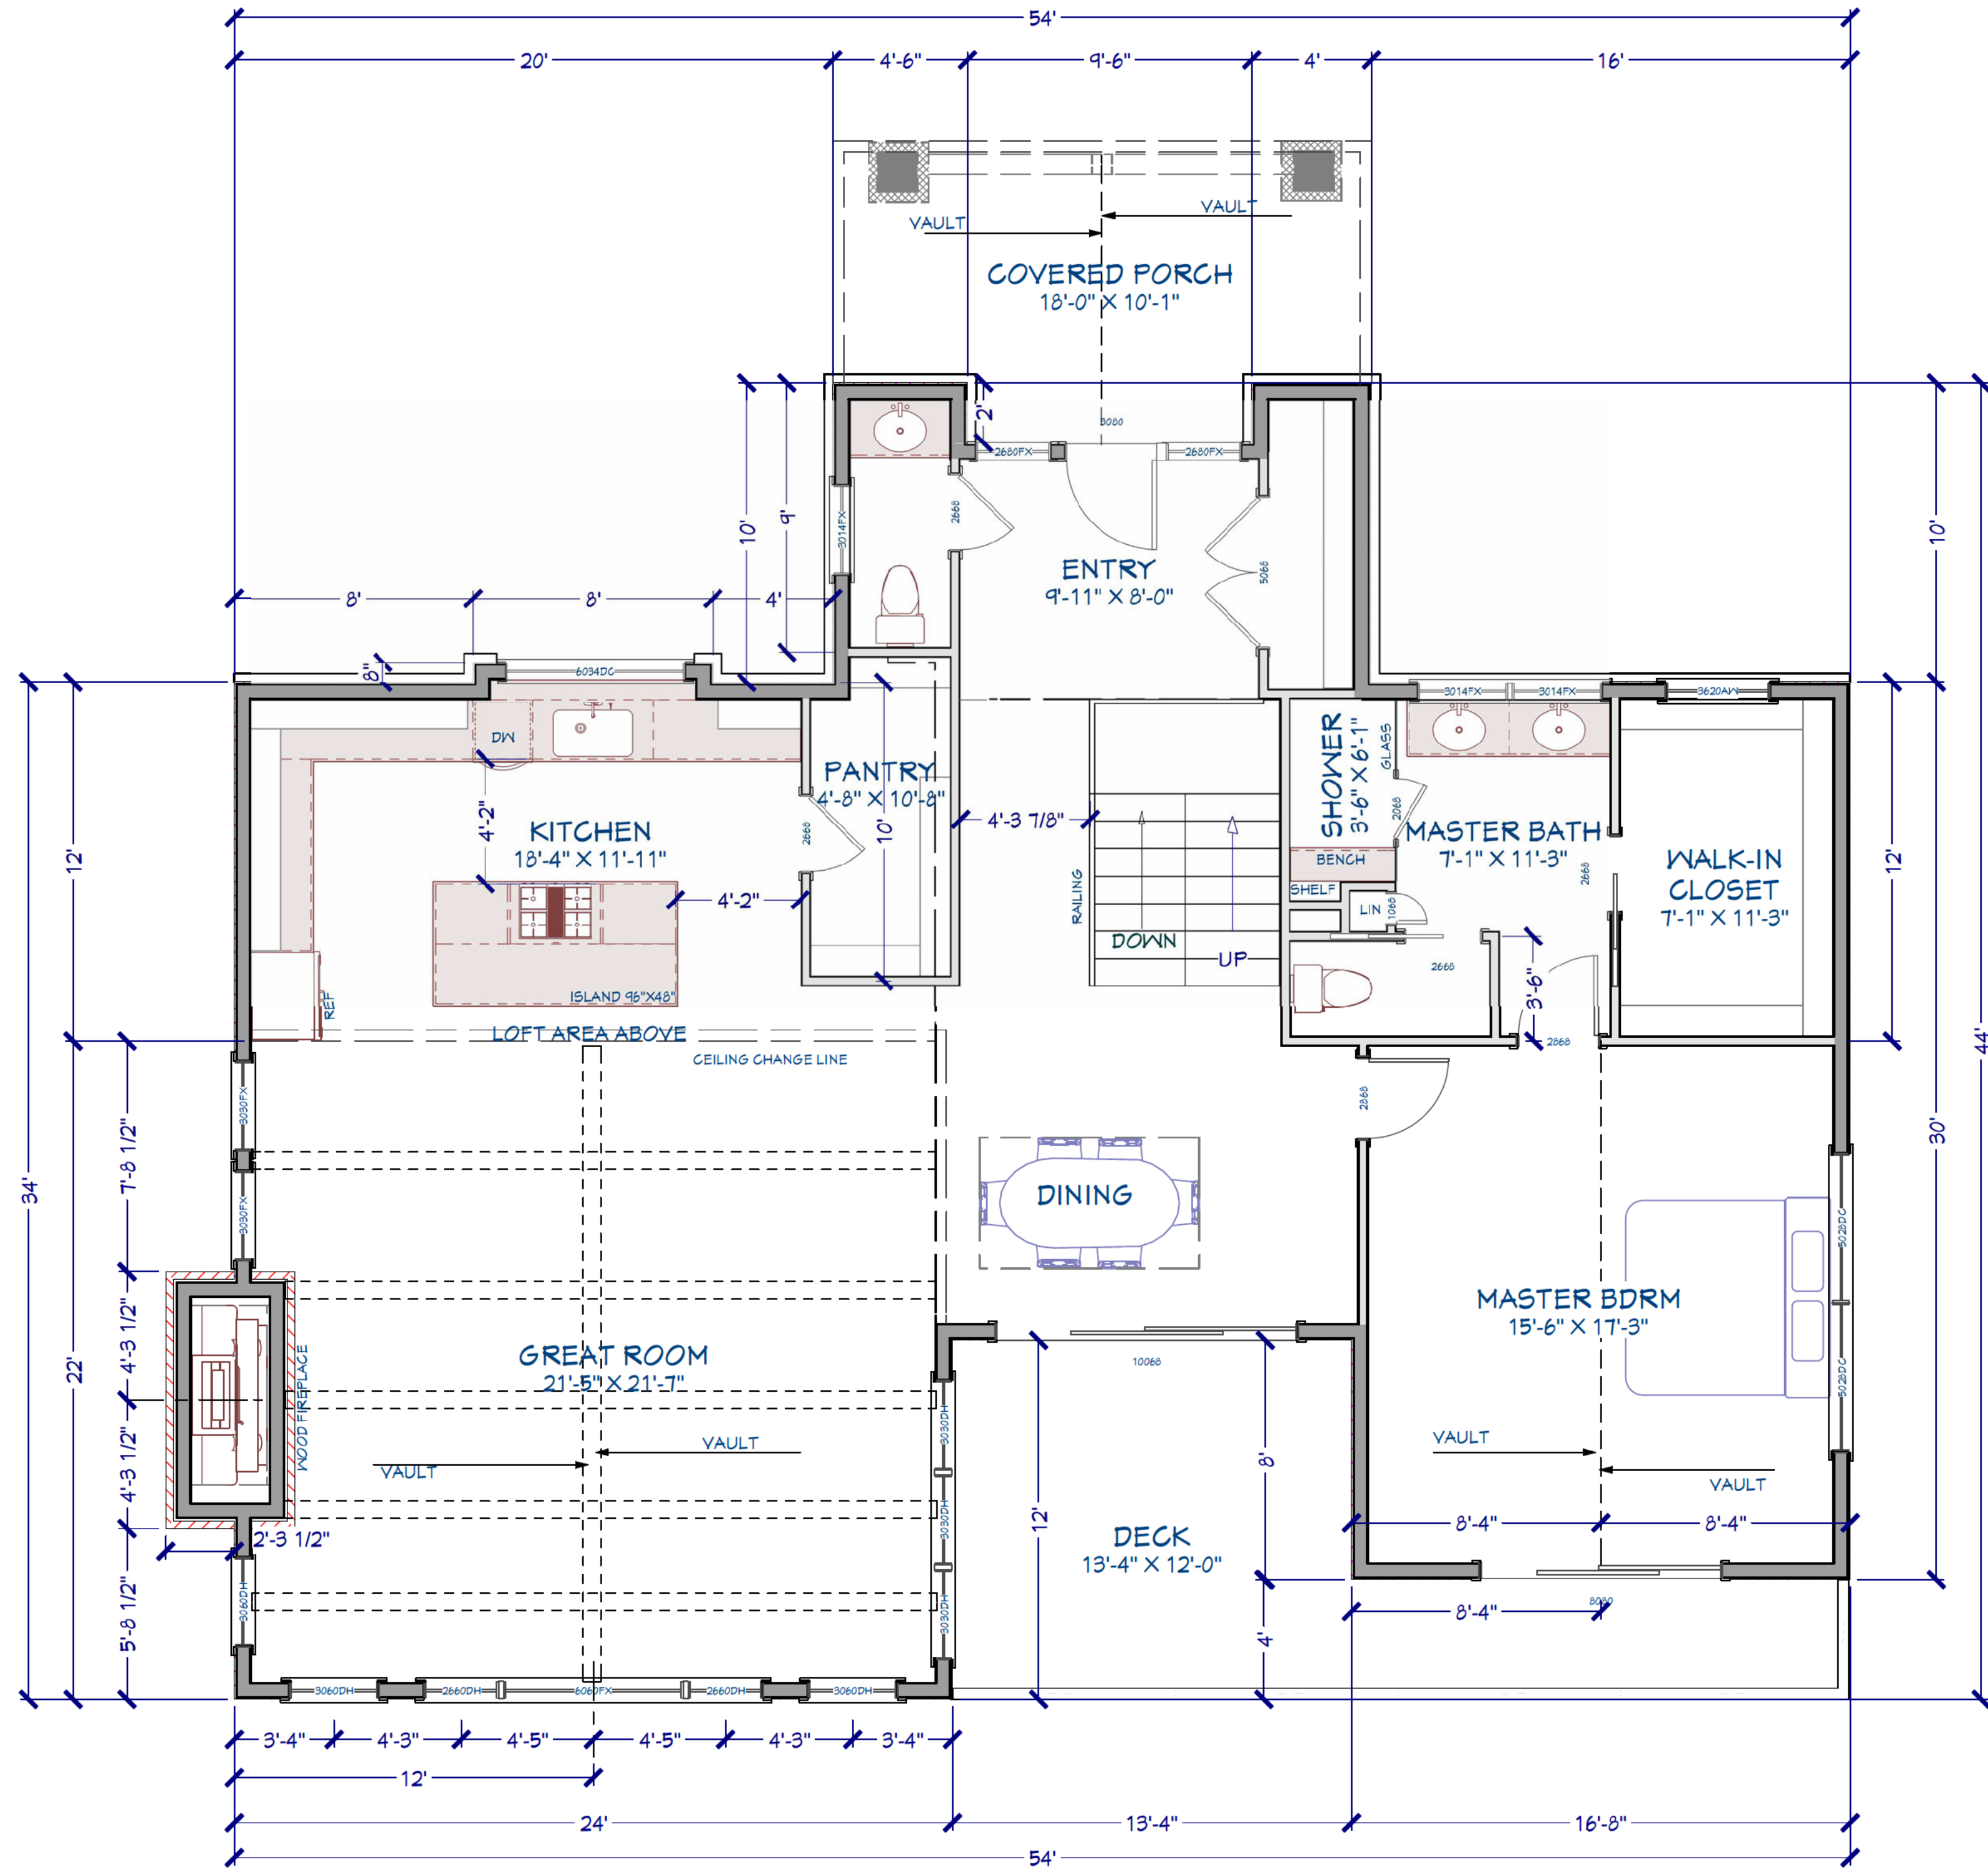 54'
20'
4'-6"
9'-6"
4'
16'
VAULT
VAULT
COVERED PORCH
18'-0" X 10'-1"
2'
3080
2680FX
2680FX
10'
9'
3014FX
2668
5068
10'
ENTRY
9'-11" X 8'-0"
8'
8'
4'
8"
6034DC
3014FX
3014FX
3620AW
DW
SHOWER
3'-6" X 6'-1"
GLASS
PANTRY
4'-8" X 10'-8"
10'
4'-2"
KITCHEN
18'-4" X 11'-11"
2668
4'-3 7/8"
2068
MASTER BATH
7'-1" X 11'-3"
2668
WALK-IN
CLOSET
7'-1" X 11'-3"
12'
12'
BENCH
SHELF
LIN
1068
RAILING
4'-2"
DOWN
UP
2668
3'-6"
ISLAND 96"X48"
REF
LOFT AREA ABOVE
CEILING CHANGE LINE
2868
2868
44'
30'
34'
22'
7'-8 1/2"
4'-3 1/2"
4'-3 1/2"
5'-8 1/2"
3030FX
3030FX
DINING
5028DC
5028DC
MASTER BDRM
15'-6" X 17'-3"
WOOD FIREPLACE
GREAT ROOM
21'-5" X 21'-7"
10068
3030DH
3030DH
3030DH
VAULT
VAULT
VAULT
VAULT
8'
12'
4'
8'-4"
8'-4"
2'-3 1/2"
DECK
13'-4" X 12'-0"
3060DH
8080
8'-4"
3060DH
2660DH
6060FX
2660DH
3060DH
3'-4"
4'-3"
4'-5"
4'-5"
4'-3"
3'-4"
12'
24'
13'-4"
16'-8"
54'